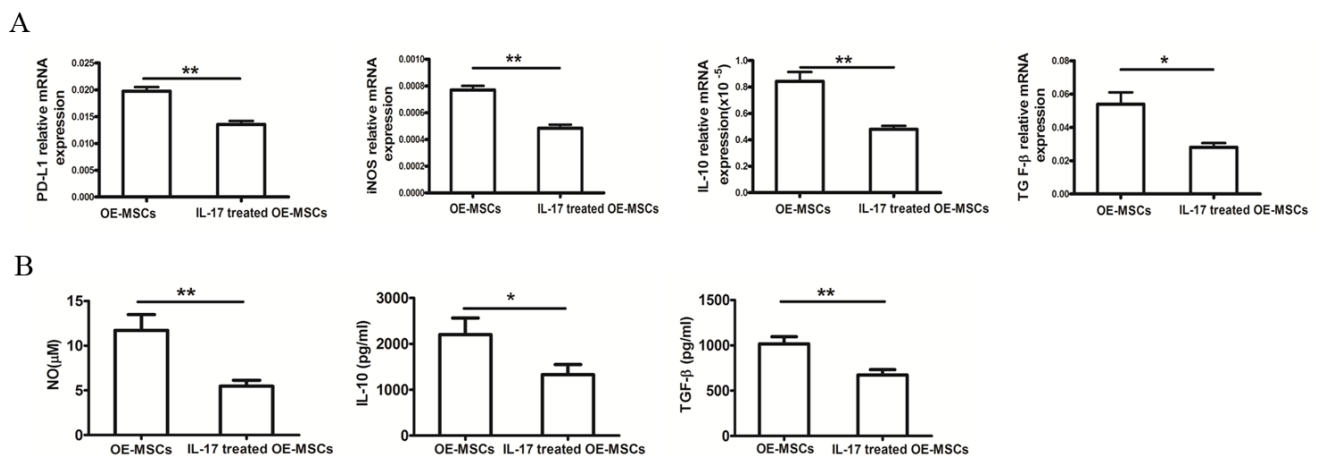 A
PD-L1 relative mRNA
expression
0.025
0.020
0.015
0.010
0.005
0.000
**
OE-MSCs
IL-17 treated OE-MSCs
iNOS relative mRNA
expression
0.0010
0.0008
0.0006
0.0004
0.0002
0.0000
**
OE-MSCs
IL-17 treated OE-MSCs
IL-10 relative mRNA
expression(x10 -5)
1.0
0.8
0.6
0.4
0.2
0.0
**
OE-MSCs
IL-17 treated OE-MSCs
TG F-β relative mRNA
expression
0.08
0.06
0.04
0.02
0.00
*
OE-MSCs
IL-17 treated OE-MSCs
B
NO(μM)
15
10
5
0
**
OE-MSCs
IL-17 treated OE-MSCs
IL-10 (pg/ml)
3000
2000
1000
0
*
OE-MSCs
IL-17 treated OE-MSCs
TGF-β (pg/ml)
1500
1000
500
0
**
OE-MSCs
IL-17 treated OE-MSCs